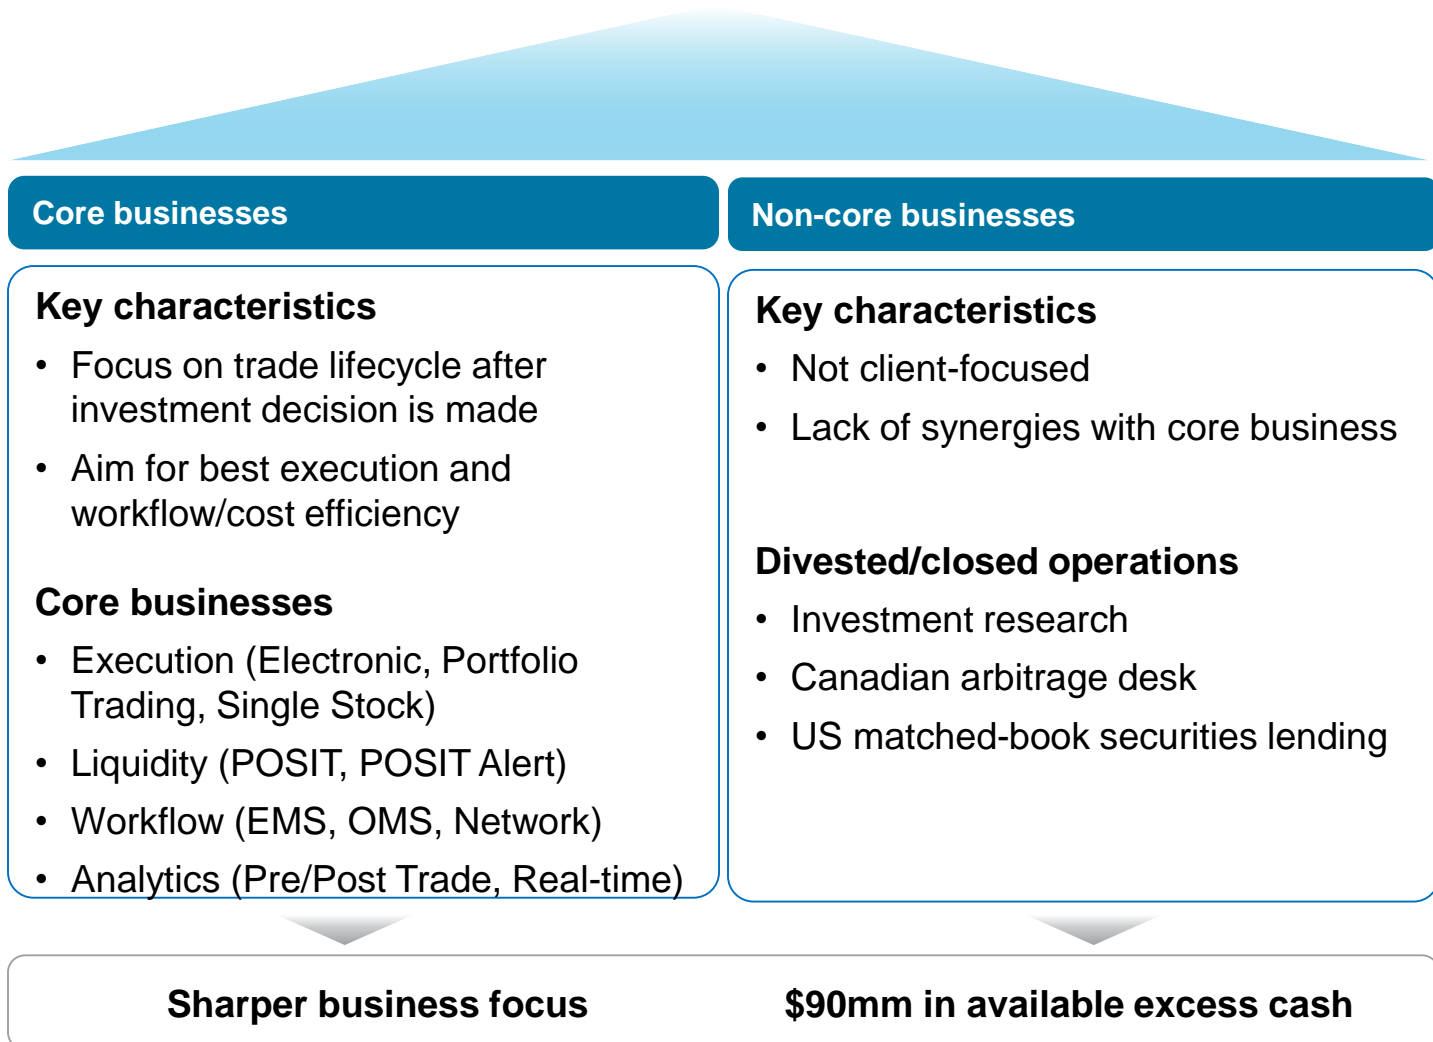 Core businesses
Key characteristics
• Focus on trade lifecycle after
investment decision is made
• Aim for best execution and
workflow/cost efficiency
Core businesses
• Execution (Electronic, Portfolio
Trading, Single Stock)
• Liquidity (POSIT, POSIT Alert)
• Workflow (EMS, OMS, Network)
• Analytics (Pre/Post Trade, Real-time)
Non-core businesses
Key characteristics
• Not client-focused
• Lack of synergies with core business
Divested/closed operations
• Investment research
• Canadian arbitrage desk
• US matched-book securities lending
Sharper business focus
$90mm in available excess cash